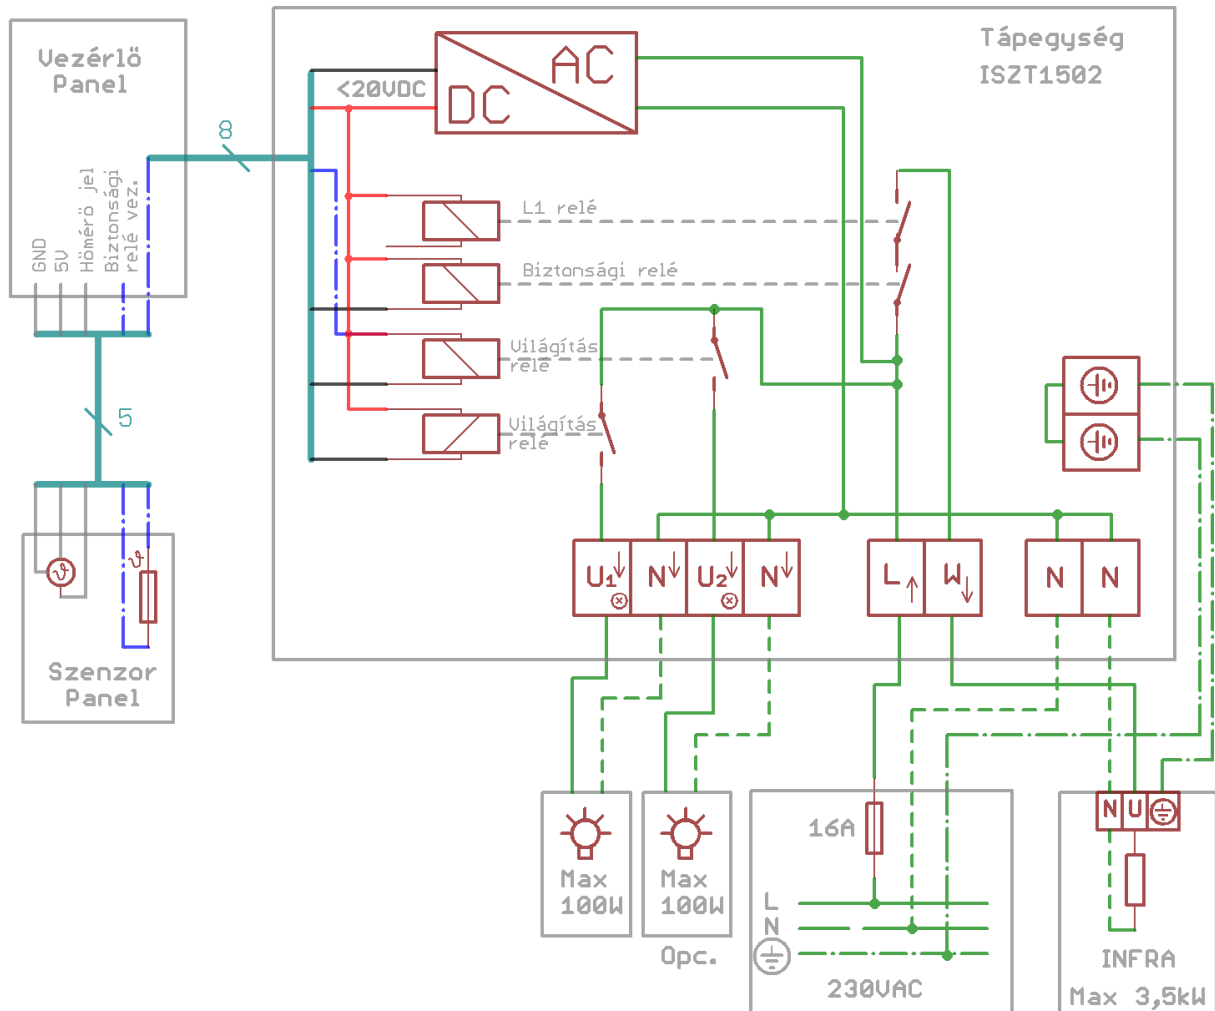 Vezérlő
Panel
GND
5V
Hőmérő jel
Biztonsági
relé vez.
8
5
Szenzor
Panel
ϑ
ϑ
Tápegység
ISZT1502
<20VDC
DC
AC
L1 relé
Biztonsági relé
Világítás
relé
Világítás
relé
U1
N
U2
N
L
W
N
N
Max
100W
Max
100W
Opc.
16A
L
N
230VAC
N
U
INFRA
Max 3,5kW